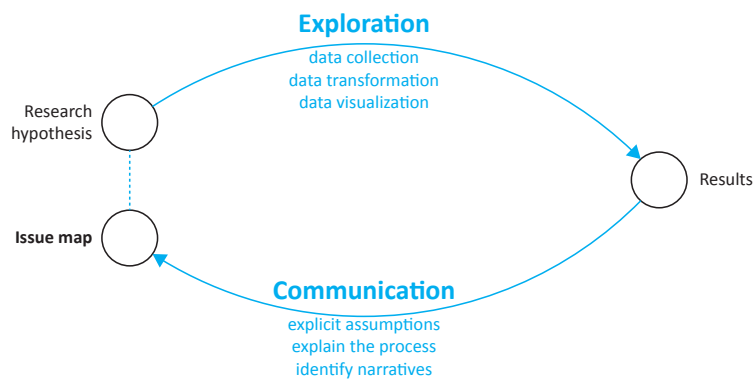 Exploration
data collection
data transformation
data visualization
Research
hypothesis
Results
Issue map
Communication
explicit assumptions
explain the process
identify narratives